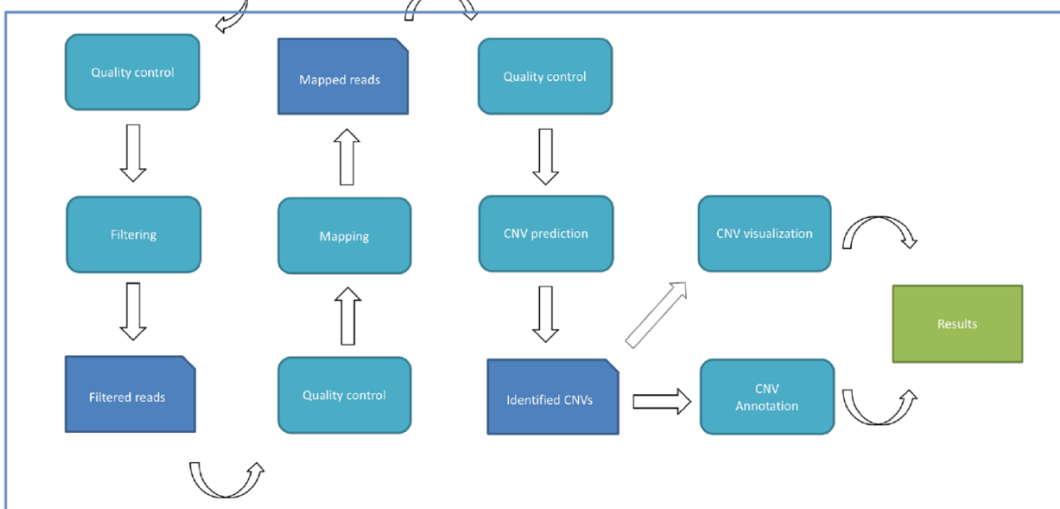 Quality control
Filtering
Filtered reads
Quality control
Mapping
Mapped reads
Quality control
CNV prediction
Identified CNVs
CNV visualization
CNV
Annotation
Results